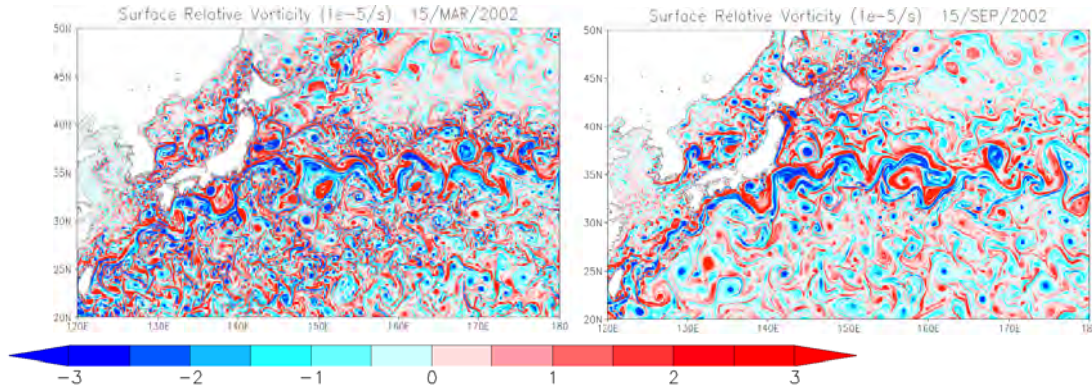 Surface Relative Vorticity (1e-5/s) 15/MAR/2002
50N
45N
40N
35N
30N
25N
20N
120E 130E 140E 150E 160E 170E 180
Surface Relative Vorticity (1e-5/s) 15/SEP/2002
50N
45N
40N
35N
30N
25N
20N
120E 130E 140E 150E 160E 170E 18
-3 -2 -1 0 1 2 3